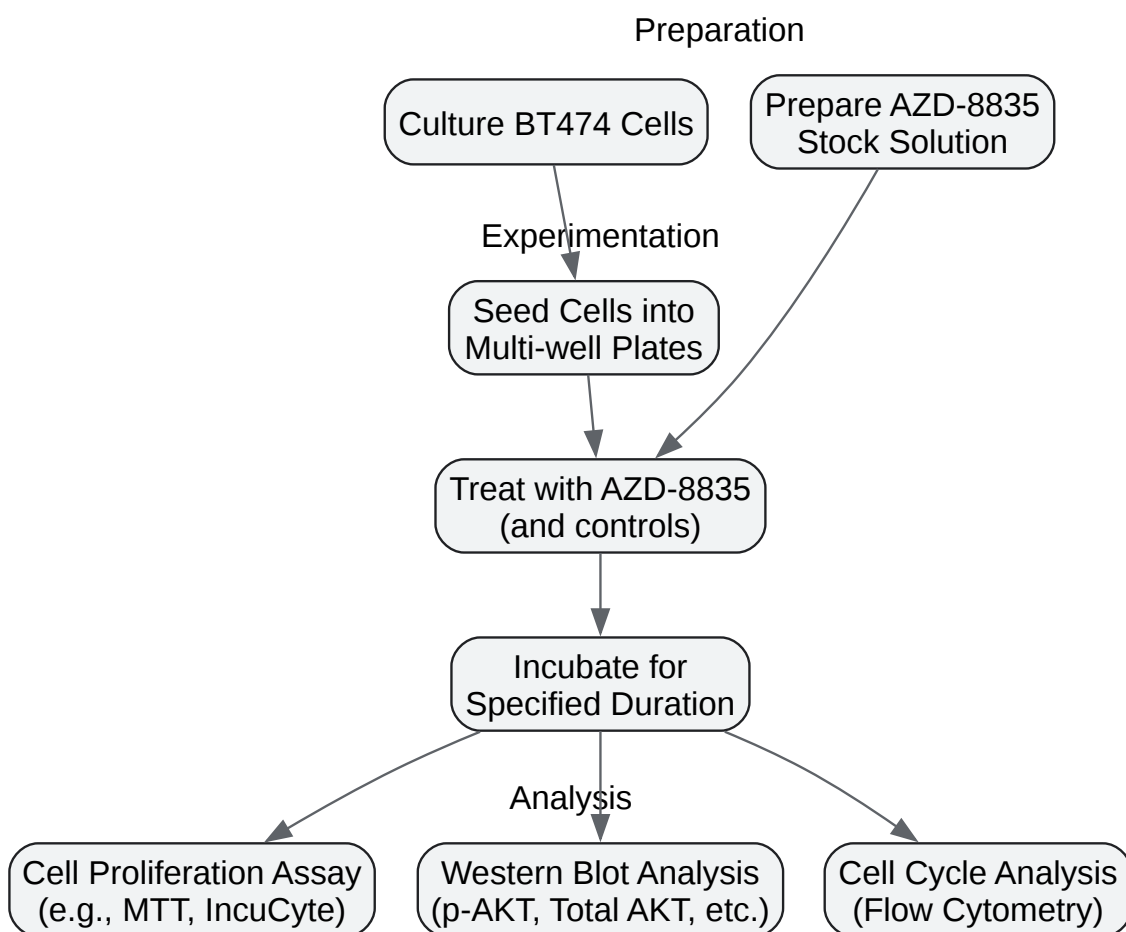 Preparation
Culture BT474 Cells
Prepare AZD-8835
Stock Solution
Experimentation
Seed Cells into
Multi-well Plates
Treat with AZD-8835
(and controls)
Incubate for
Specified Duration
Analysis
Cell Proliferation Assay
(e.g., MTT, IncuCyte)
Western Blot Analysis
(p-AKT, Total AKT, etc.)
Cell Cycle Analysis
(Flow Cytometry)